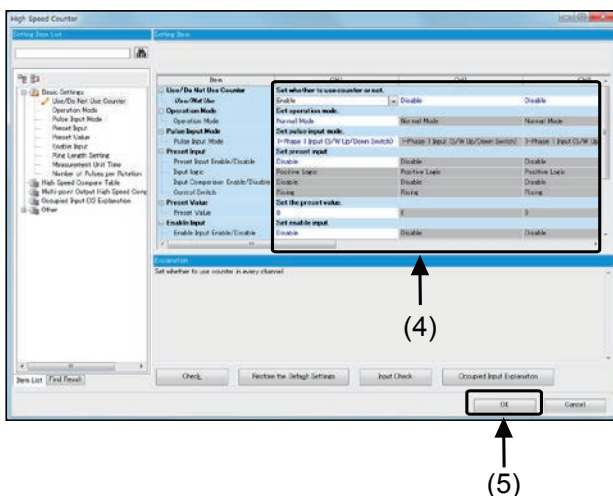 High Speed Counter
Setting Item List
Setting Item
Item CH1 CH2 CH3
Use/Do Not Use Counter Set whether to use counter or not.
Use/Not Use Enable Disable Disable
Operation Mode Set operation mode.
Operation Mode Normal Mode Normal Mode Normal Mode
Pulse Input Mode Set pulse input mode.
Pulse Input Mode 1-Phase 1 Input (S/W Up/Down Switch) 1-Phase 1 Input (S/W Up/Down Switch) 1-Phase 1 Input (S/W Up
Preset Input Set preset input.
Preset Input Enable/Disable Disable Disable Disable
Input Logic Positive Logic Positive Logic Positive Logic
Input Comparison Enable/Disable Disable Disable Disable
Control Switch Rising Rising Rising
Preset Value Set the preset value.
Preset Value 0 0 0
Enable Input Set enable input.
Enable Input Enable/Disable Disable Disable Disable
Basic Settings
Use/Do Not Use Counter
Operation Mode
Pulse Input Mode
Preset Input
Preset Value
Enable Input
Ring Length Setting
Measurement Unit Time
Number of Pulses per Rotation
High Speed Compare Table
Multi-point Output High Speed Comp
Occupied Input CO Explanation
Other
Explanation
Set whether to use counter in every channel.
(4)
Item List Find Result
Check Restore the Default Settings Input Check Occupied Input Explanation
OK Cancel
(5)